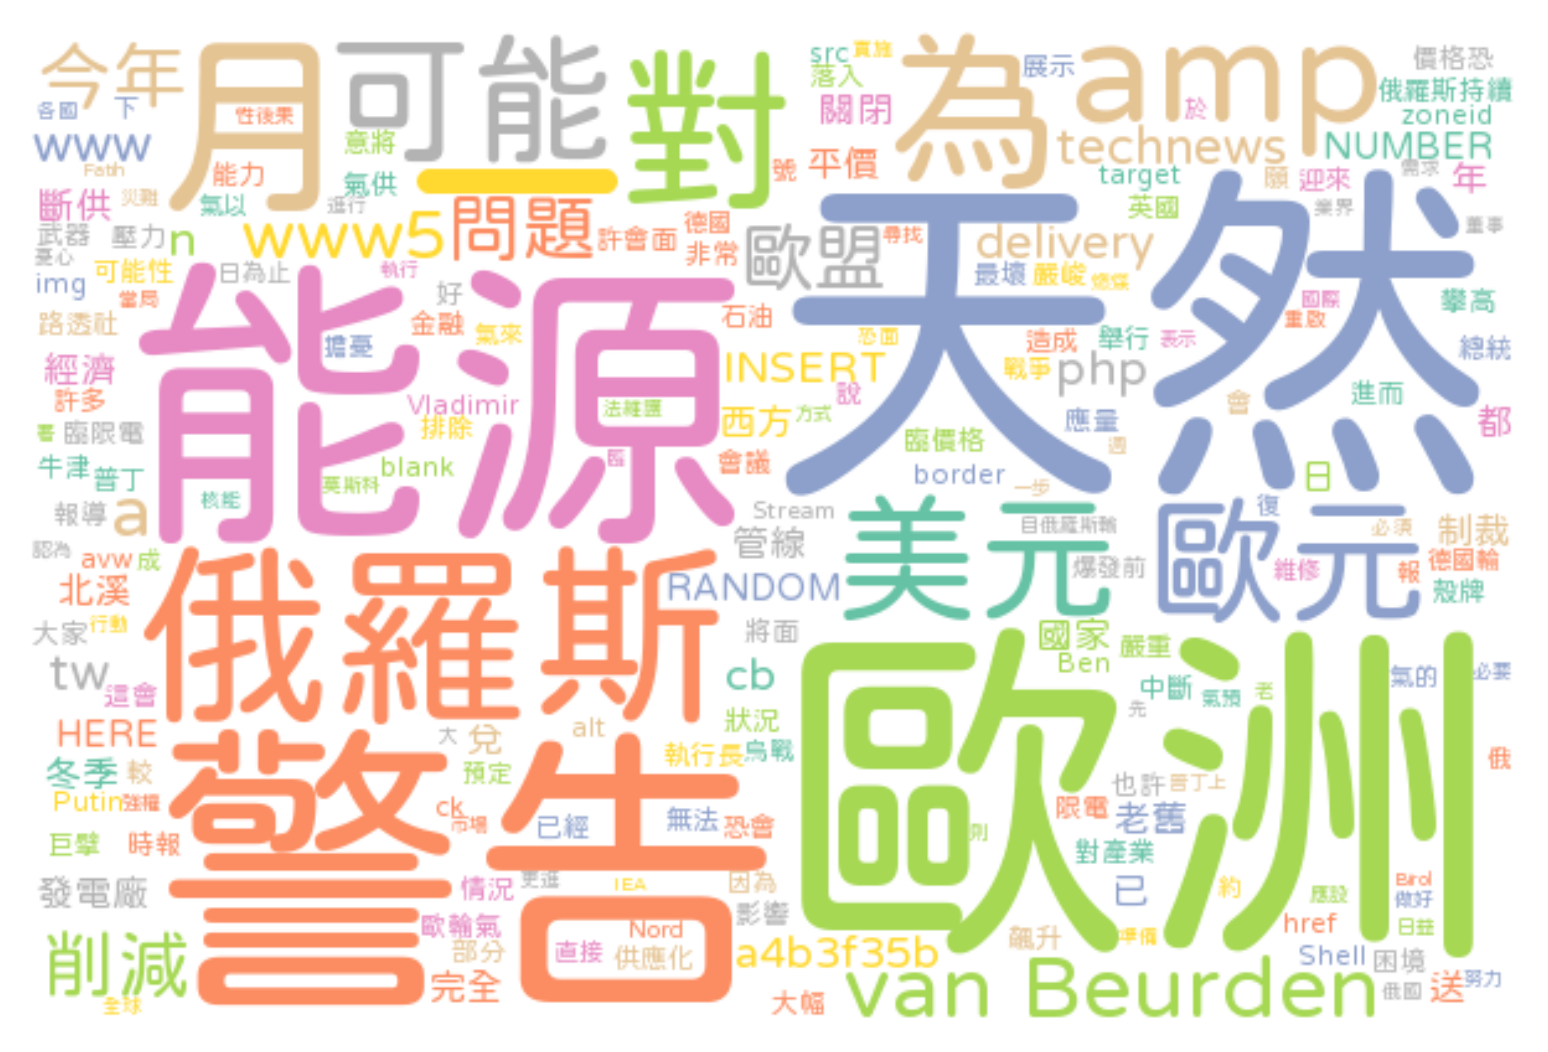 今年
月
可能
對
src
實施
為
展示
amp
價格恐
各國
下
性後果
落入
俄羅斯持續
關閉
於
zoneid
www
意將
technews
NUMBER
Fatih
能力
氣供
一
號
平價
target
願
迎來
需求
年
斷供
災難
氣以
進行
英國
業界
董事
武器
壓力
n
www5
問題
許會面
德國
非常
歐盟
尋找
delivery
天然
憂心
img
可能性
日為止
執行
最壞
嚴峻
燃煤
當局
好
國際
攀高
路透社
能源
金融
氣來
石油
恐面
重啟
擔憂
造成
舉行
表示
總統
經濟
INSERT
戰爭
php
許多
Vladimir
法維翰
說
會
進而
排除
西方
方式
應量
都
書
臨限電
臨價格
週
牛津
普丁
blank
臨
會議
border
日
核能
莫斯科
一步
報導
a
Stream
美元
自俄羅斯輸
歐元
復
必須
制裁
認為
avw
成
管線
爆發前
維修
報
德國輪
北溪
俄羅斯
RANDOM
殼牌
大家
行動
將面
國家
嚴重
tw
這會
cb
歐洲
Ben
中斷
氣預
老
氣的
必要
HERE
警告
大
兌
alt
狀況
先
冬季
較
預定
執行長
烏戰
也許
普丁上
俄
Putin
強權
ck
市場
已經
無法
恐會
限電
老舊
巨擘
時報
則
對產業
發電廠
情況
更進
IEA
因為
已
約
應設
Birol
做好
歐輸氣
Nord
影響
href
日益
削減
部分
直接
供應化
a4b3f35b
飆升
準備
Shell
困境
全球
完全
大幅
van Beurden
俄國
送
努力